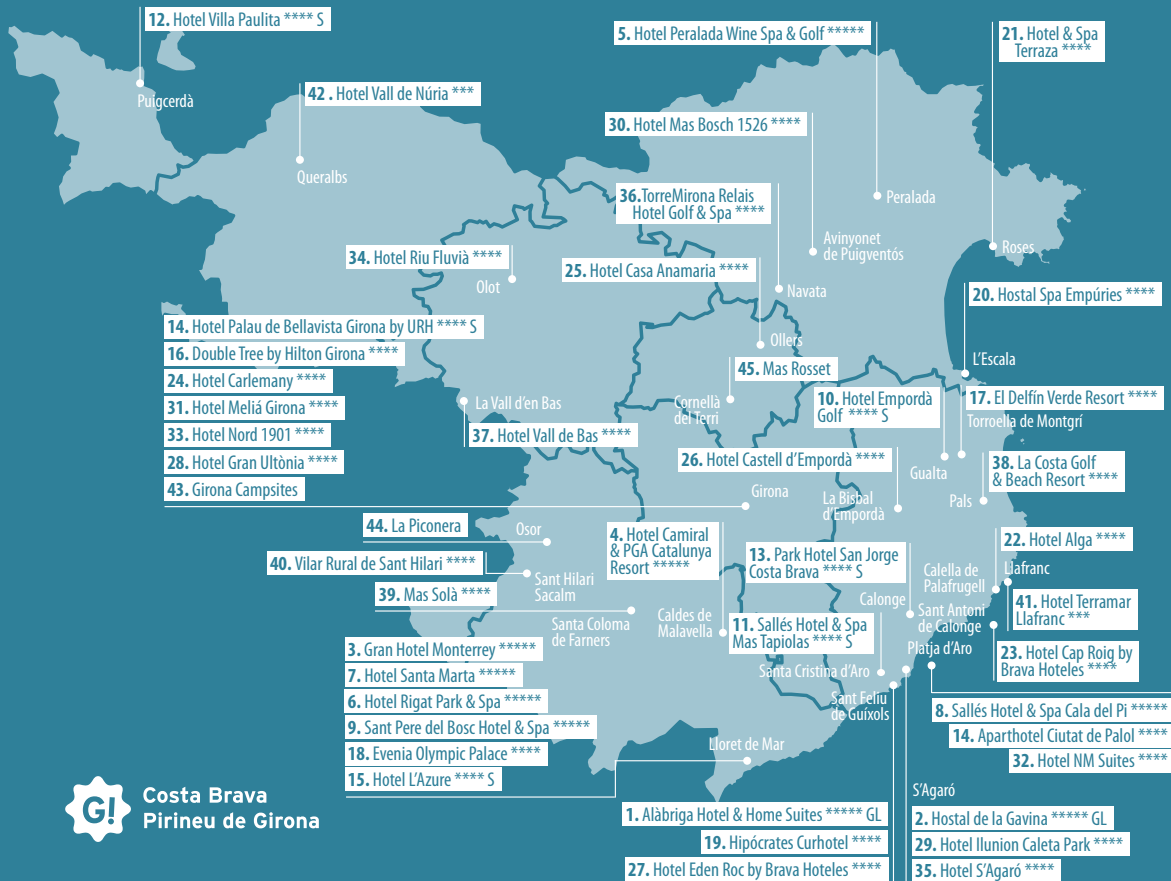 12. Hotel Villa Paulita **** S
Puigcerdà
42 . Hotel Vall de Núria ***
Queralbs
5. Hotel Peralada Wine Spa & Golf *****
Peralada
21. Hotel & Spa
Terraza ****
Roses
30. Hotel Mas Bosch 1526 ****
Avinyonet
de Puigventós
36.TorreMirona Relais
Hotel Golf & Spa ****
Navata
34. Hotel Riu Fluvià ****
Olot
25. Hotel Casa Anamaria ****
Ollers
20. Hostal Spa Empúries ****
L'Escala
14. Hotel Palau de Bellavista Girona by URH **** S
16. Double Tree by Hilton Girona ****
24. Hotel Carlemany ****
31. Hotel Meliá Girona ****
33. Hotel Nord 1901 ****
28. Hotel Gran Ultònia ****
43. Girona Campsites
Girona
La Vall d'en Bas
37. Hotel Vall de Bas ****
45. Mas Rosset
Cornellà
del Terri
10. Hotel Empordà
Golf **** S
Gualta
17. El Delfín Verde Resort ****
Torroella de Montgrí
26. Hotel Castell d'Empordà ****
La Bisbal
d'Empordà
38. La Costa Golf
& Beach Resort ****
Pals
44. La Piconera
Osor
40. Vilar Rural de Sant Hilari ****
Sant Hilari
Sacalm
39. Mas Solà ****
Santa Coloma
de Farners
4. Hotel Camiral
& PGA Catalunya
Resort *****
Caldes de
Malavella
13. Park Hotel San Jorge
Costa Brava **** S
Calonge
Sant Antoni
de Calonge
22. Hotel Alga ****
Calella de
Palafrugell
Llafranc
41. Hotel Terramar
Llafranc ***
11. Sallés Hotel & Spa
Mas Tapiolas **** S
Santa Cristina d'Aro
23. Hotel Cap Roig by
Brava Hoteles ****
Platja d'Aro
8. Sallés Hotel & Spa Cala del Pi *****
14. Aparthotel Ciutat de Palol ****
32. Hotel NM Suites ****
3. Gran Hotel Monterrey *****
7. Hotel Santa Marta *****
6. Hotel Rigat Park & Spa *****
9. Sant Pere del Bosc Hotel & Spa *****
18. Evenia Olympic Palace ****
15. Hotel L'Azure **** S
Lloret de Mar
Sant Feliu
de Guíxols
1. Alàbriga Hotel & Home Suites ***** GL
19. Hipócrates Curhotel ****
27. Hotel Eden Roc by Brava Hoteles ****
S'Agaró
2. Hostal de la Gavina ***** GL
29. Hotel Ilunion Caleta Park ****
35. Hotel S'Agaró ****
G!
Costa Brava
Pirineu de Girona